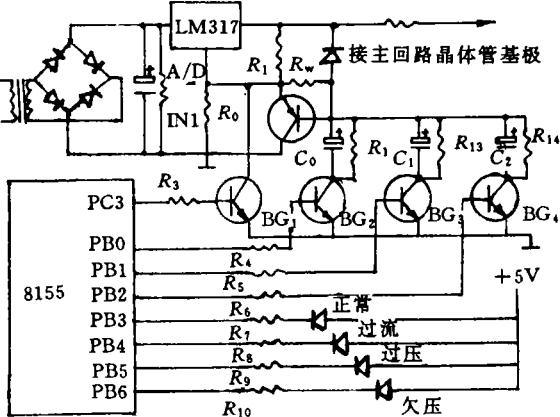 LM317
R1 Rw 接主回路晶体管基极
A/D
IN1 R0
C0 R1 C1 R13 C2 R14
PC3 R3 BG1 BG2 BG3 BG4
PB0
R4
PB1
R5
+5V
8155
PB2
R6 正常
PB3
R7 过流
PB4
R8 过压
PB5
R9
PB6 欠压
R10